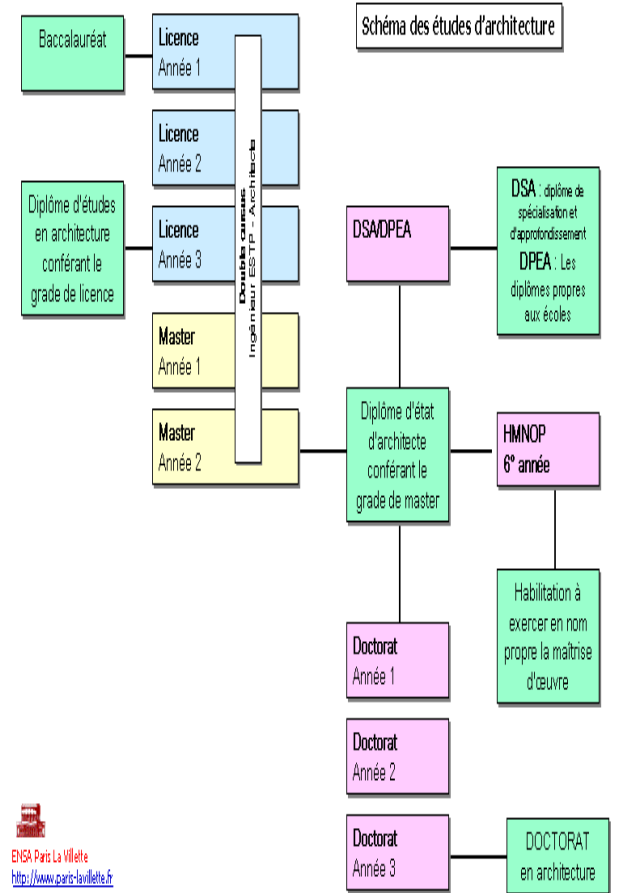 Schéma des études d'architecture
Baccalauréat
Licence
Année 1
Licence
Année 2
Diplôme d'études
en architecture
conférant le
grade de licence
Licence
Année 3
Double cursus
Ingénieur ESTP - Architecte
Master
Année 1
Master
Année 2
DSA/DPEA
DSA : diplôme de
spécialisation et
d'approfondissement
DPEA : Les
diplômes propres
aux écoles
Diplôme d'état
d'architecte
conférant le
grade de master
HMNOP
6° année
Habilitation à
exercer en nom
propre la maîtrise
d'œuvre
Doctorat
Année 1
Doctorat
Année 2
Doctorat
Année 3
DOCTORAT
en architecture
ENSA Paris La Villette
http://www.paris-lavillette.fr